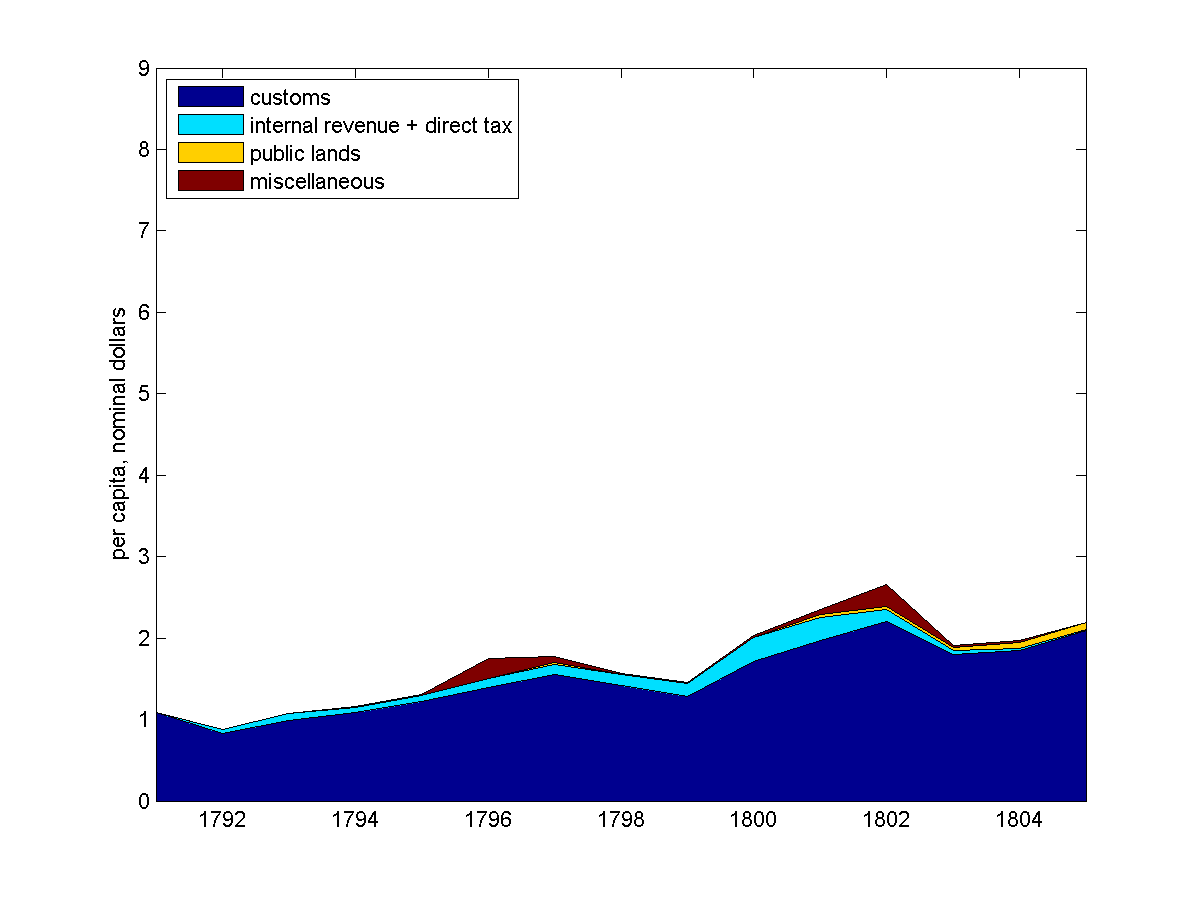 9
8
7
6
5
4
3
2
1
0
customs
internal revenue + direct tax
public lands
miscellaneous
per capita, nominal dollars
1792 1794 1796 1798 1800 1802 1804